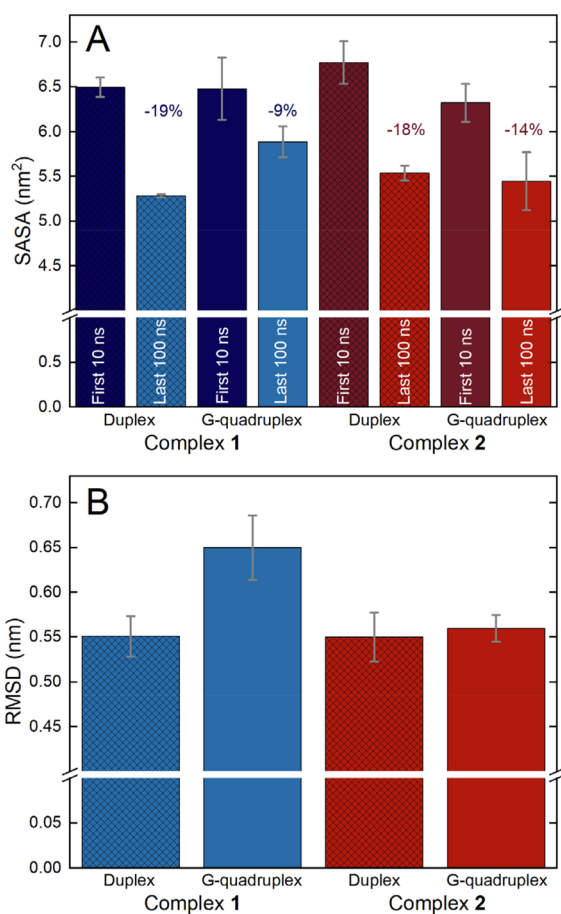 A
7.0
6.5
6.0
5.5
5.0
4.5
0.5
0.0
SASA (nm²)
-19%
-9%
-18%
-14%
First 10 ns
Last 100 ns
First 10 ns
Last 100 ns
First 10 ns
Last 100 ns
First 10 ns
Last 100 ns
Duplex G-quadruplex Duplex G-quadruplex
Complex 1 Complex 2
B
0.70
0.65
0.60
0.55
0.50
0.45
0.05
0.00
RMSD (nm)
Duplex G-quadruplex Duplex G-quadruplex
Complex 1 Complex 2